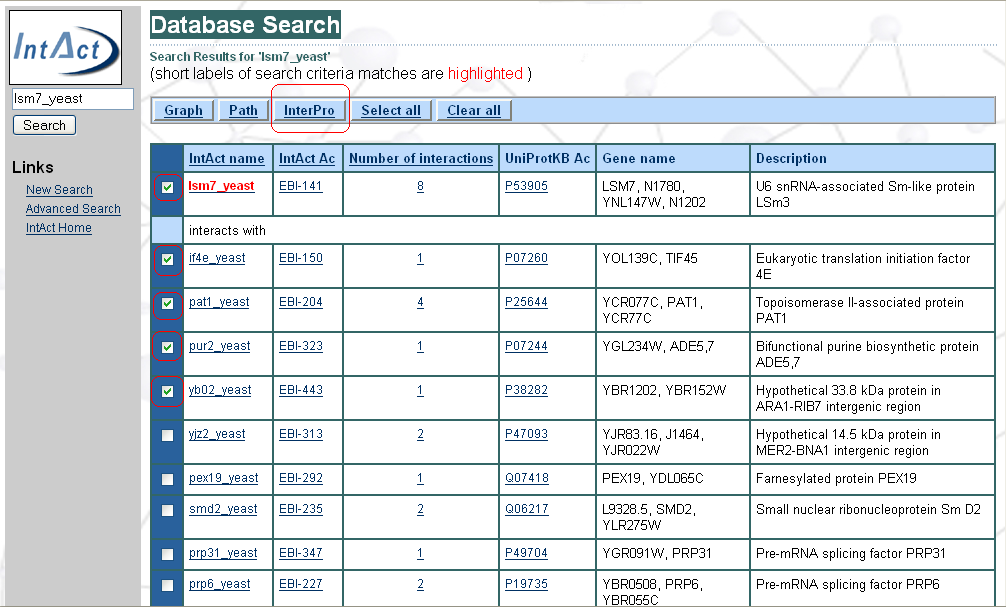 IntAct
lsm7_yeast
Search
Links
New Search
Advanced Search
IntAct Home
Database Search
Search Results for 'lsm7_yeast'
(short labels of search criteria matches are highlighted )
Graph Path InterPro Select all Clear all
IntAct name IntAct Ac Number of interactions UniProtKB Ac Gene name Description
lsm7_yeast EBI-141 8 P53905 LSM7, N1780, U6 snRNA-associated Sm-like protein
YNL147W, N1202 LSm3
interacts with
if4e_yeast EBI-150 1 P07260 YOL139C, TIF45 Eukaryotic translation initiation factor
4E
pat1_yeast EBI-204 4 P25644 YCR077C, PAT1, Topoisomerase II-associated protein
YCR77C PAT1
pur2_yeast EBI-323 1 P07244 YGL234W, ADE5,7 Bifunctional purine biosynthetic protein
ADE5,7
yb02_yeast EBI-443 1 P38282 YBR1202, YBR152W Hypothetical 33.8 kDa protein in
ARA1-RIB7 intergenic region
yjz2_yeast EBI-313 2 P47093 YJR83.16, J1464, Hypothetical 14.5 kDa protein in
YJR022W MER2-BNA1 intergenic region
pex19_yeast EBI-292 1 Q07418 PEX19, YDL065C Farnesylated protein PEX19
smd2_yeast EBI-235 2 Q06217 L9328.5, SMD2, Small nuclear ribonucleoprotein Sm D2
YLR275W
prp31_yeast EBI-347 1 P49704 YGR091W, PRP31 Pre-mRNA splicing factor PRP31
prp6_yeast EBI-227 2 P19735 YBR0508, PRP6, Pre-mRNA splicing factor PRP6
YBR055C